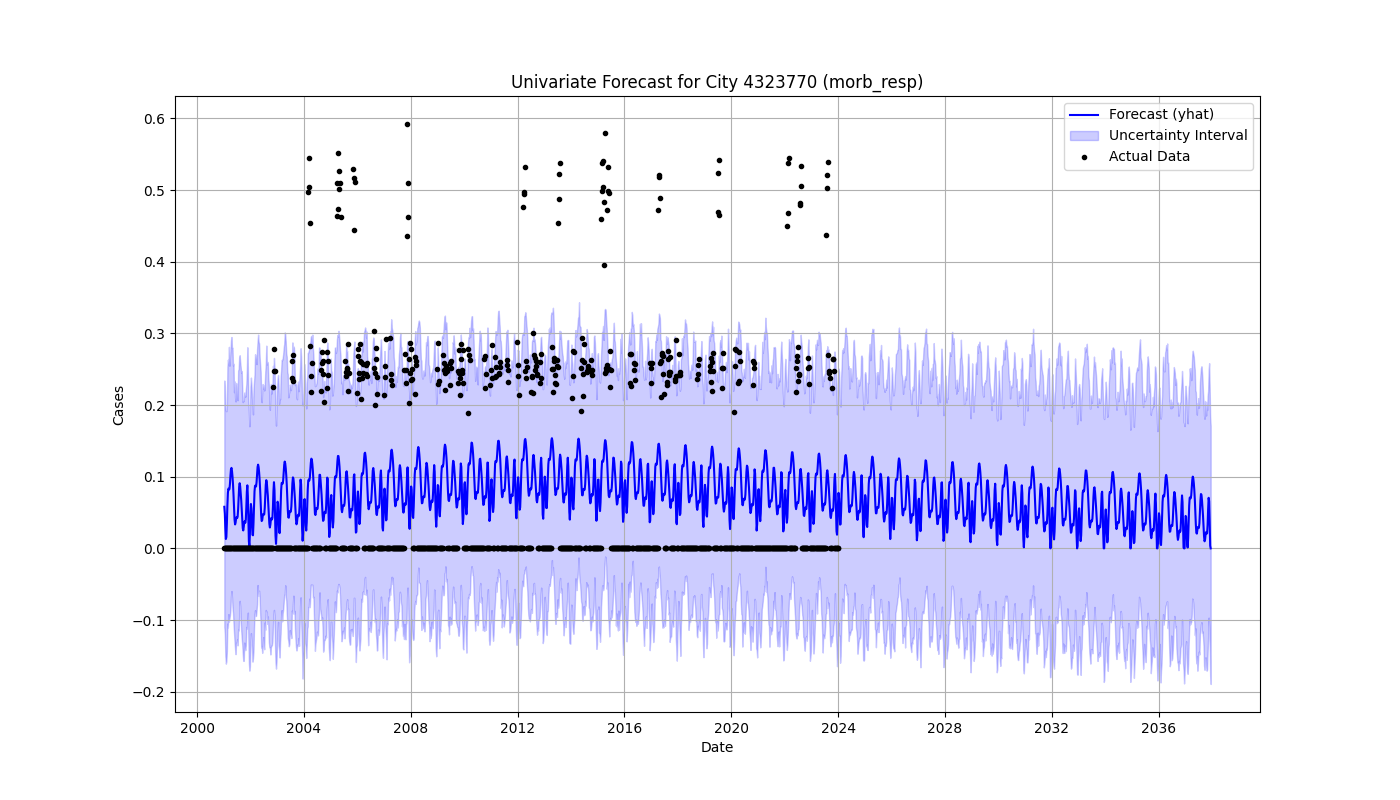 Univariate Forecast for City 4323770 (morb_resp)
Forecast (yhat)
Uncertainty Interval
Actual Data
Cases
0.6
0.5
0.4
0.3
0.2
0.1
0.0
−0.1
−0.2
2000 2004 2008 2012 2016 2020 2024 2028 2032 2036
Date